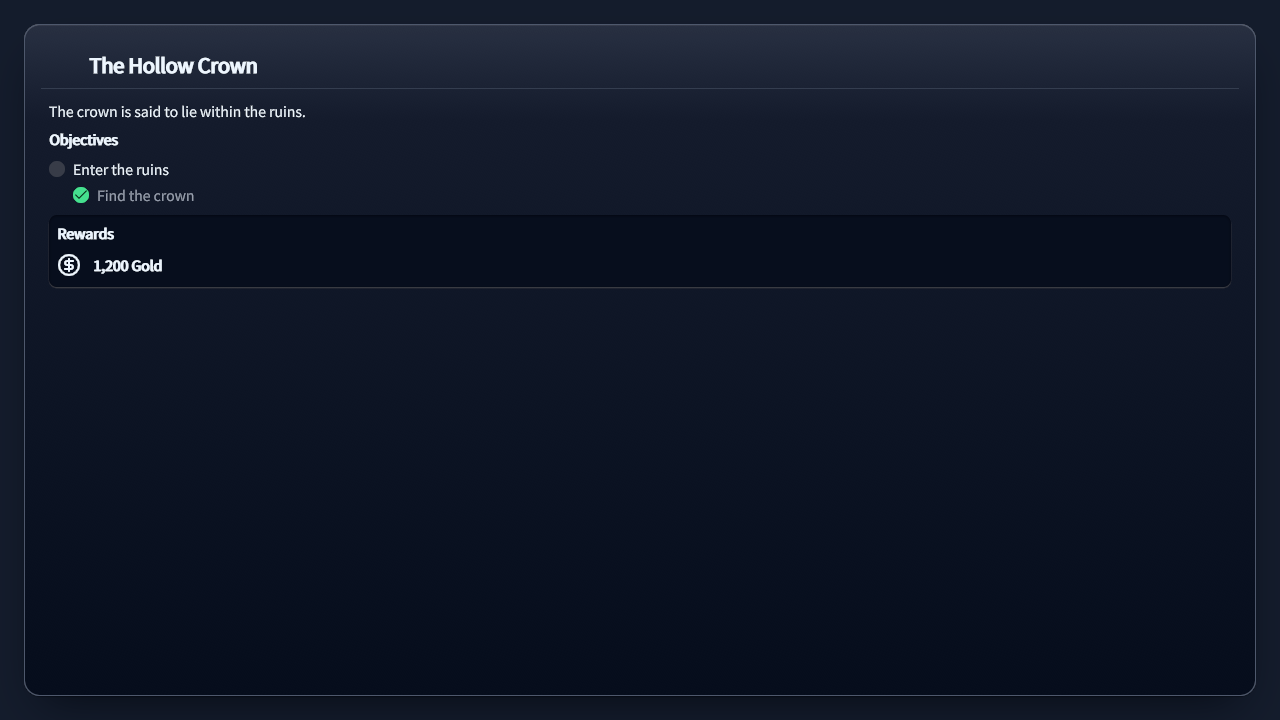 The Hollow Crown
The crown is said to lie within the ruins.
Objectives
Enter the ruins
Find the crown
Rewards
1,200 Gold